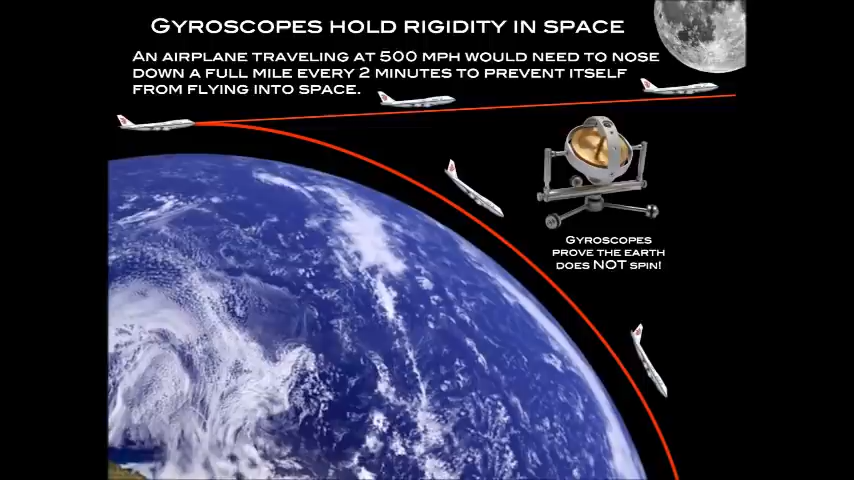 Gyroscopes hold rigidity in space
An airplane traveling at 500 mph would need to nose
down a full mile every 2 minutes to prevent itself
from flying into space.
Gyroscopes
prove the earth
does NOT spin!